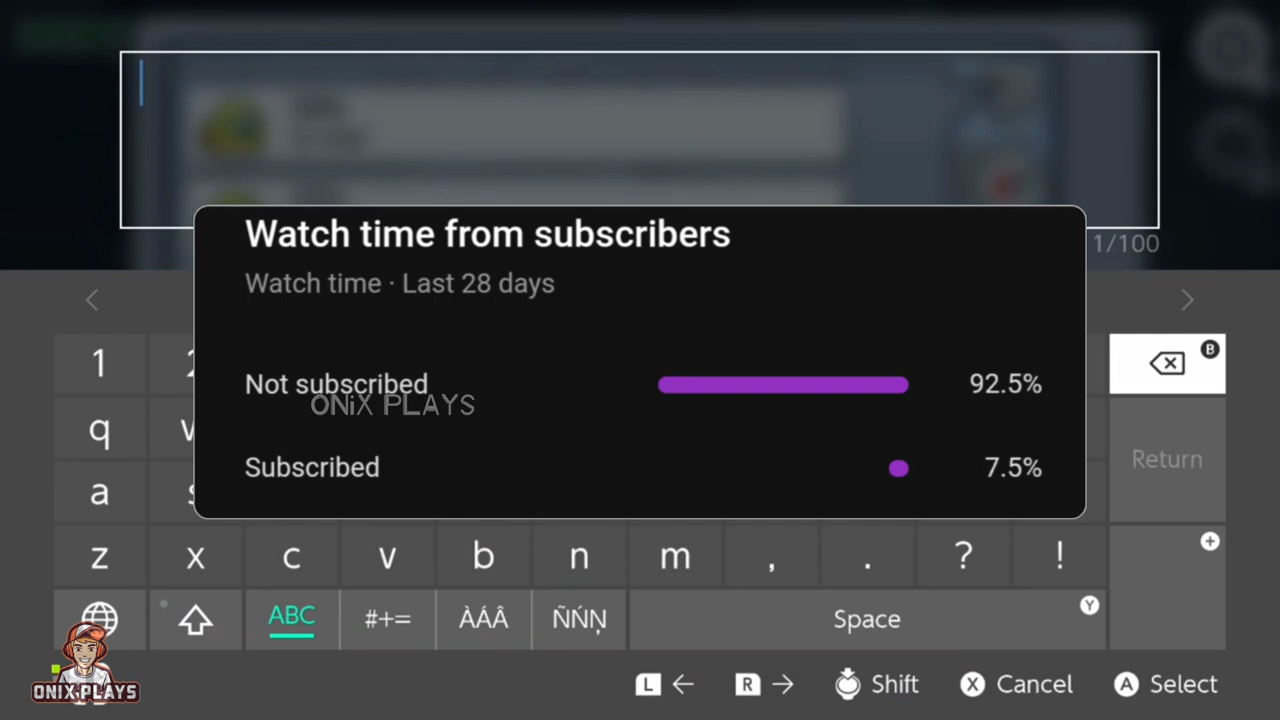 1/100
Watch time from subscribers
Watch time · Last 28 days
Not subscribed 92.5%
ONiX PLAYS
Subscribed 7.5%
1
B
q
Return
a
z x c v b n m , . ? !
+
ABC #+= ÀÁÂ ÑŃŅ Space Y
ONIX PLAYS
L ← R → Shift X Cancel A Select